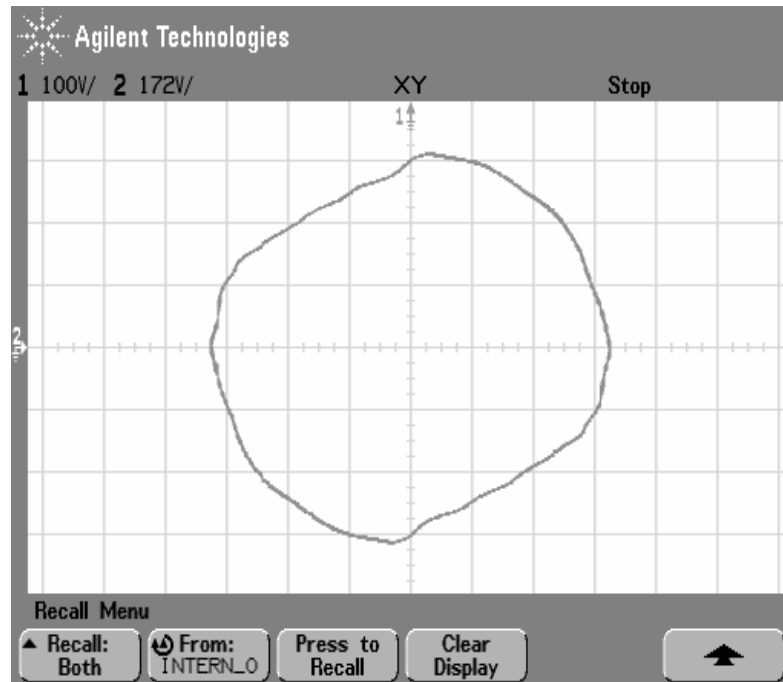 Agilent Technologies
1 100V/ 2 172V/ XY Stop
1
2
Recall Menu
Recall: Both
From: INTERN_0
Press to Recall
Clear Display